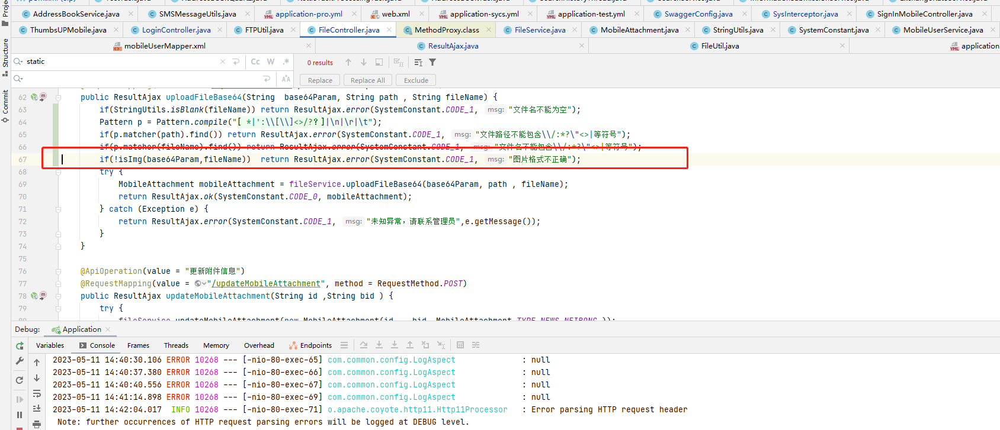 AddressBookService.java SMSMessageUtils.java application-pro.yml web.xml application-sycs.yml application-test.yml SwaggerConfig.java SysInterceptor.java SignInMobileController.java
ThumbsUPMobile.java LoginController.java FTPUtil.java FileController.java MethodProxy.class FileService.java MobileAttachment.java StringUtils.java SystemConstant.java MobileUserService.java
mobileUserMapper.xml ResultAjax.java FileUtil.java application.
Structure
Commit
static Cc W .* 0 results
Replace Replace All Exclude
62 public ResultAjax uploadFileBase64(String  base64Param, String path , String fileName) {
63 if(StringUtils.isBlank(fileName)) return ResultAjax.error(SystemConstant.CODE_1, msg: "文件名不能为空");
64 Pattern p = Pattern.compile("[ *|':\\[\\]<>/?？]|\n|\r|\t");
65 if(p.matcher(path).find()) return ResultAjax.error(SystemConstant.CODE_1, msg: "文件路径不能包含\\/:*?\"<>|等符号");
66 if(p.matcher(fileName).find()) return ResultAjax.error(SystemConstant.CODE_1, msg: "文件名不能包含\\/:*?\"<>|等符号");
67 if(!isImg(base64Param,fileName))  return ResultAjax.error(SystemConstant.CODE_1, msg: "图片格式不正确");
68 try {
69 MobileAttachment mobileAttachment = fileService.uploadFileBase64(base64Param, path , fileName);
70 return ResultAjax.ok(SystemConstant.CODE_0, mobileAttachment);
71 } catch (Exception e) {
72 return ResultAjax.error(SystemConstant.CODE_1, msg: "未知异常，请联系管理员",e.getMessage());
73 }
74 }
75
76 @ApiOperation(value = "更新附件信息")
77 @RequestMapping(value = "/updateMobileAttachment", method = RequestMethod.POST)
78 public ResultAjax updateMobileAttachment(String id ,String bid ) {
79 try {
Debug: Application
Variables Console Frames Threads Memory Overhead Endpoints
2023-05-11 14:40:30.106 ERROR 10268 --- [-nio-80-exec-65] com.common.config.LogAspect : null
2023-05-11 14:40:37.380 ERROR 10268 --- [-nio-80-exec-66] com.common.config.LogAspect : null
2023-05-11 14:40:40.556 ERROR 10268 --- [-nio-80-exec-67] com.common.config.LogAspect : null
2023-05-11 14:41:14.898 ERROR 10268 --- [-nio-80-exec-69] com.common.config.LogAspect : null
2023-05-11 14:42:04.017  INFO 10268 --- [-nio-80-exec-71] o.apache.coyote.http11.Http11Processor : Error parsing HTTP request header
Note: further occurrences of HTTP request parsing errors will be logged at DEBUG level.